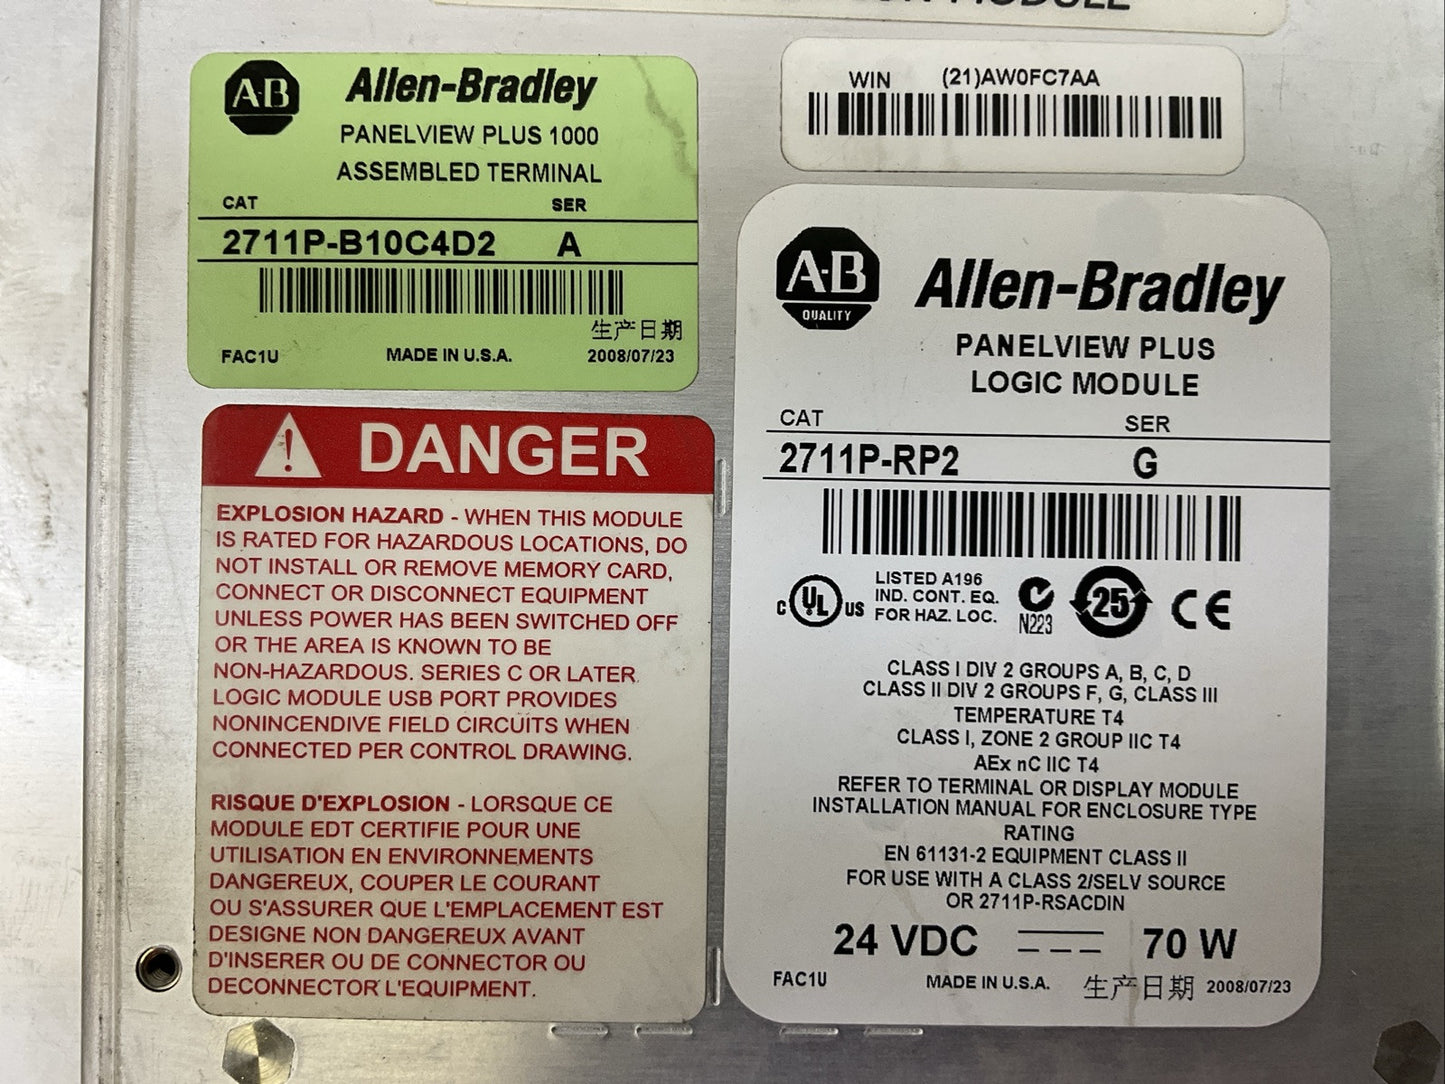 MODULE
A-B
Allen-Bradley
PANELVIEW PLUS 1000
ASSEMBLED TERMINAL
CAT SER
2711P-B10C4D2 A
生产日期
FAC1U MADE IN U.S.A. 2008/07/23
WIN (21)AW0FC7AA
DANGER
EXPLOSION HAZARD - WHEN THIS MODULE
IS RATED FOR HAZARDOUS LOCATIONS, DO
NOT INSTALL OR REMOVE MEMORY CARD,
CONNECT OR DISCONNECT EQUIPMENT
UNLESS POWER HAS BEEN SWITCHED OFF
OR THE AREA IS KNOWN TO BE
NON-HAZARDOUS. SERIES C OR LATER
LOGIC MODULE USB PORT PROVIDES
NONINCENDIVE FIELD CIRCUITS WHEN
CONNECTED PER CONTROL DRAWING.
RISQUE D'EXPLOSION - LORSQUE CE
MODULE EDT CERTIFIE POUR UNE
UTILISATION EN ENVIRONNEMENTS
DANGEREUX, COUPER LE COURANT
OU S'ASSURER QUE L'EMPLACEMENT EST
DESIGNE NON DANGEREUX AVANT
D'INSERER OU DE CONNECTOR OU
DECONNECTOR L'EQUIPMENT.
A-B
QUALITY
Allen-Bradley
PANELVIEW PLUS
LOGIC MODULE
CAT SER
2711P-RP2 G
C UL US
LISTED A196
IND. CONT. EQ.
FOR HAZ. LOC.
N223
25
CE
CLASS I DIV 2 GROUPS A, B, C, D
CLASS II DIV 2 GROUPS F, G, CLASS III
TEMPERATURE T4
CLASS I, ZONE 2 GROUP IIC T4
AEx nC IIC T4
REFER TO TERMINAL OR DISPLAY MODULE
INSTALLATION MANUAL FOR ENCLOSURE TYPE
RATING
EN 61131-2 EQUIPMENT CLASS II
FOR USE WITH A CLASS 2/SELV SOURCE
OR 2711P-RSACDIN
24 VDC 70 W
FAC1U MADE IN U.S.A. 生产日期 2008/07/23